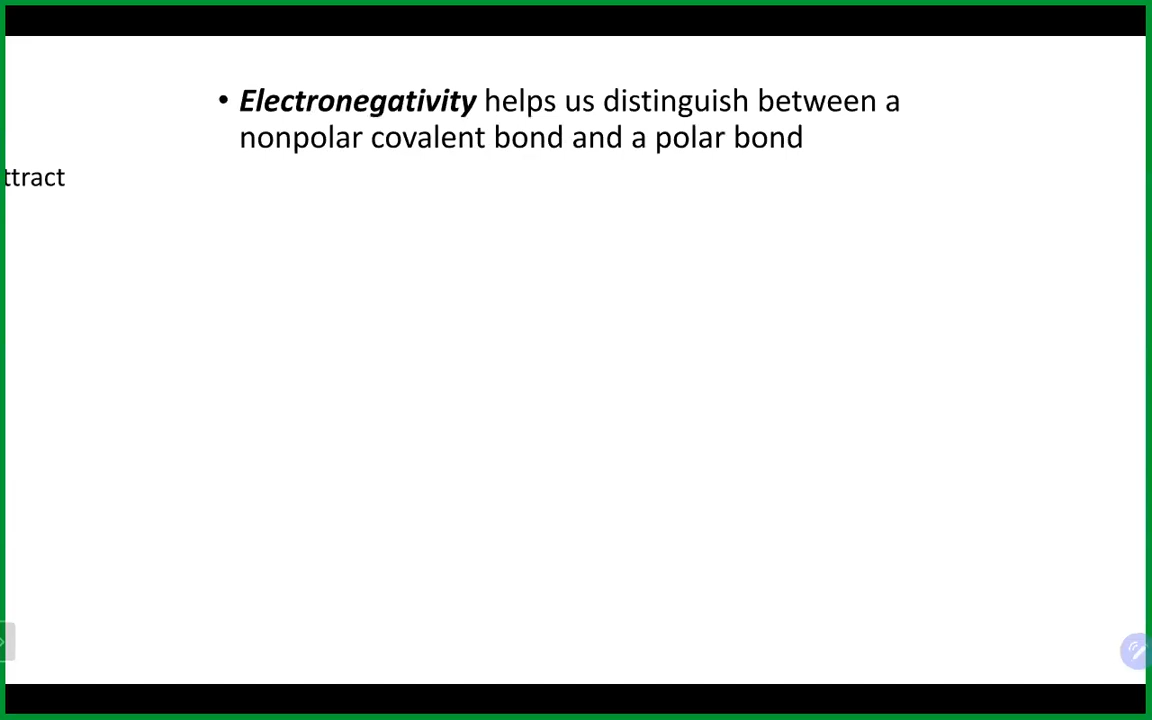 • Electronegativity helps us distinguish between a
nonpolar covalent bond and a polar bond
ttract